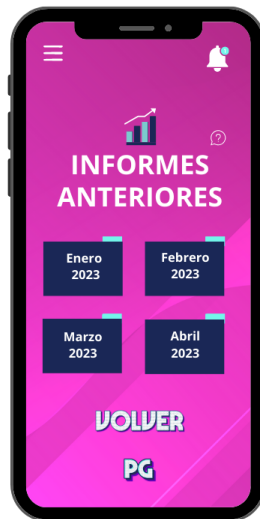 INFORMES
ANTERIORES
Enero
2023
Febrero
2023
Marzo
2023
Abril
2023
VOLVER
PG